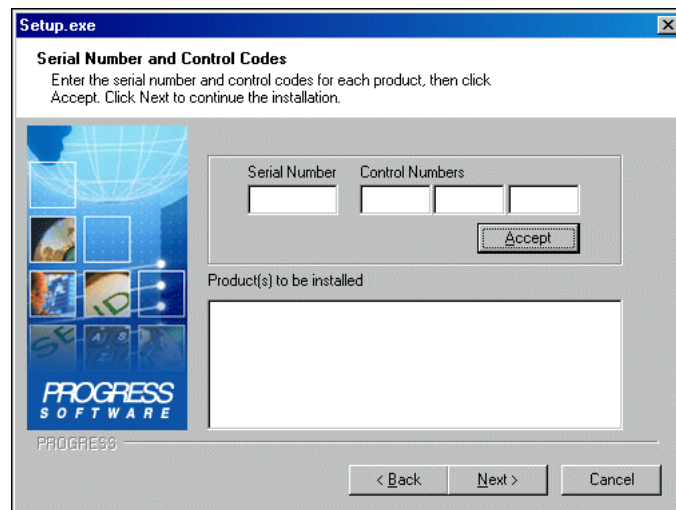 Setup.exe
Serial Number and Control Codes
Enter the serial number and control codes for each product, then click
Accept. Click Next to continue the installation.
Serial Number Control Numbers
Accept
Product(s) to be installed
PROGRESS
SOFTWARE
PROGRESS
< Back Next > Cancel